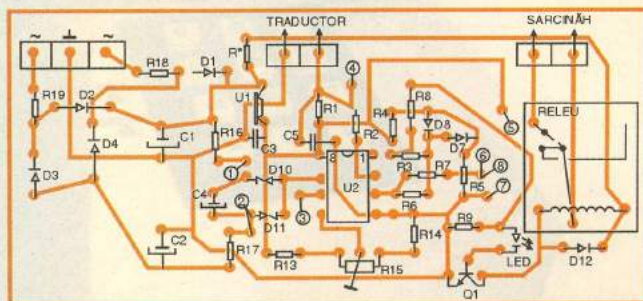 TRADUCTOR
SARCINĂH
~ ⊥ ~
R18
D1
R*
④
R19
D2
U1
R1
R8
C1
R16
C3
C5
R2
R4
D8
D7
⑤
RELEU
D4
8
1
R3
R7
⑥
⑧
D3
①
D10
U2
R5
⑦
C4
R6
②
D11
③
R9
C2
R17
R14
LED
R13
R15
D12
Q1